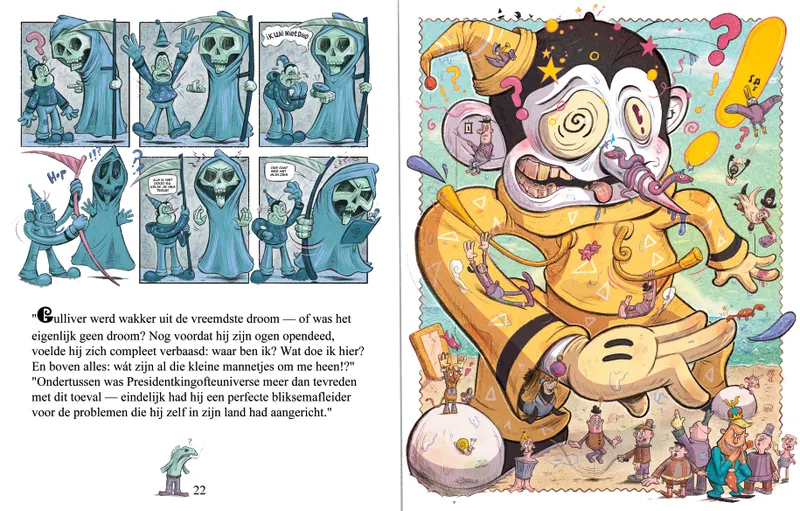 IK WIL NIET DOOD
HOP !!!
"Gulliver werd wakker uit de vreemdste droom — of was het
eigenlijk geen droom? Nog voordat hij zijn ogen opendeed,
voelde hij zich compleet verbaasd: waar ben ik? Wat doe ik hier?
En boven alles: wát zijn al die kleine mannetjes om me heen!?"
"Ondertussen was Presidentkingofteuniverse meer dan tevreden
met dit toeval — eindelijk had hij een perfecte bliksemafleider
voor de problemen die hij zelf in zijn land had aangericht."
22